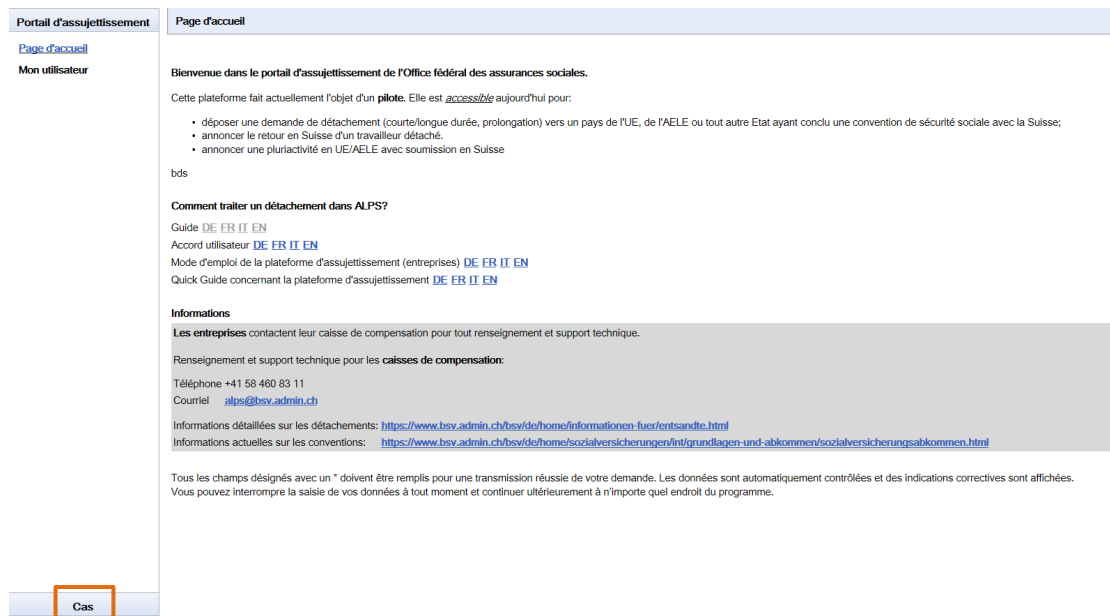 Portail d'assujettissement
Page d'accueil
Page d'accueil
Mon utilisateur
Bienvenue dans le portail d'assujettissement de l'Office fédéral des assurances sociales.
Cette plateforme fait actuellement l'objet d'un pilote. Elle est accessible aujourd'hui pour:
• déposer une demande de détachement (courte/longue durée, prolongation) vers un pays de l'UE, de l'AELE ou tout autre Etat ayant conclu une convention de sécurité sociale avec la Suisse;
• annoncer le retour en Suisse d'un travailleur détaché.
• annoncer une pluriactivité en UE/AELE avec soumission en Suisse
bds
Comment traiter un détachement dans ALPS?
Guide DE FR IT EN
Accord utilisateur DE FR IT EN
Mode d'emploi de la plateforme d'assujettissement (entreprises) DE FR IT EN
Quick Guide concernant la plateforme d'assujettissement DE FR IT EN
Informations
Les entreprises contactent leur caisse de compensation pour tout renseignement et support technique.
Renseignement et support technique pour les caisses de compensation:
Téléphone +41 58 460 83 11
Courriel alps@bsv.admin.ch
Informations détaillées sur les détachements: https://www.bsv.admin.ch/bsv/de/home/informationen-fuer/entsandte.html
Informations actuelles sur les conventions: https://www.bsv.admin.ch/bsv/de/home/sozialversicherungen/int/grundlagen-und-abkommen/sozialversicherungsabkommen.html
Tous les champs désignés avec un * doivent être remplis pour une transmission réussie de votre demande. Les données sont automatiquement contrôlées et des indications correctives sont affichées.
Vous pouvez interrompre la saisie de vos données à tout moment et continuer ultérieurement à n'importe quel endroit du programme.
Cas